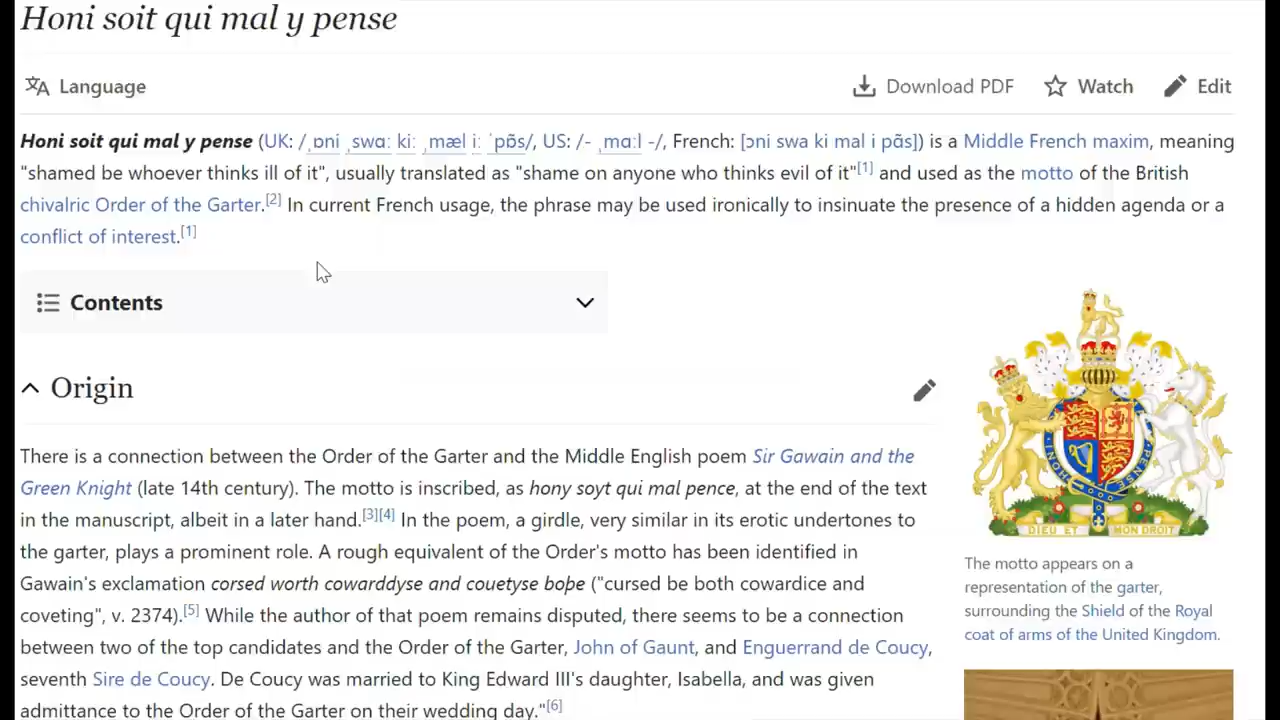 Honi soit qui mal y pense
Language
Download PDF
Watch
Edit
Honi soit qui mal y pense (UK: /ˌɒni ˌswɑː kiː ˌmæl iː ˈpɒ̃s/, US: /- ˌmɑːl -/, French: [ɔni swa ki mal i pɑ̃s]) is a Middle French maxim, meaning
"shamed be whoever thinks ill of it", usually translated as "shame on anyone who thinks evil of it"[1] and used as the motto of the British
chivalric Order of the Garter.[2] In current French usage, the phrase may be used ironically to insinuate the presence of a hidden agenda or a
conflict of interest.[1]
Contents
Origin
There is a connection between the Order of the Garter and the Middle English poem Sir Gawain and the
Green Knight (late 14th century). The motto is inscribed, as hony soyt qui mal pence, at the end of the text
in the manuscript, albeit in a later hand.[3][4] In the poem, a girdle, very similar in its erotic undertones to
the garter, plays a prominent role. A rough equivalent of the Order's motto has been identified in
Gawain's exclamation corsed worth cowarddyse and couetyse boþe ("cursed be both cowardice and
coveting", v. 2374).[5] While the author of that poem remains disputed, there seems to be a connection
between two of the top candidates and the Order of the Garter, John of Gaunt, and Enguerrand de Coucy,
seventh Sire de Coucy. De Coucy was married to King Edward III's daughter, Isabella, and was given
admittance to the Order of the Garter on their wedding day."[6]
HONI
PENSE
DIEU ET MON DROIT
The motto appears on a
representation of the garter,
surrounding the Shield of the Royal
coat of arms of the United Kingdom.